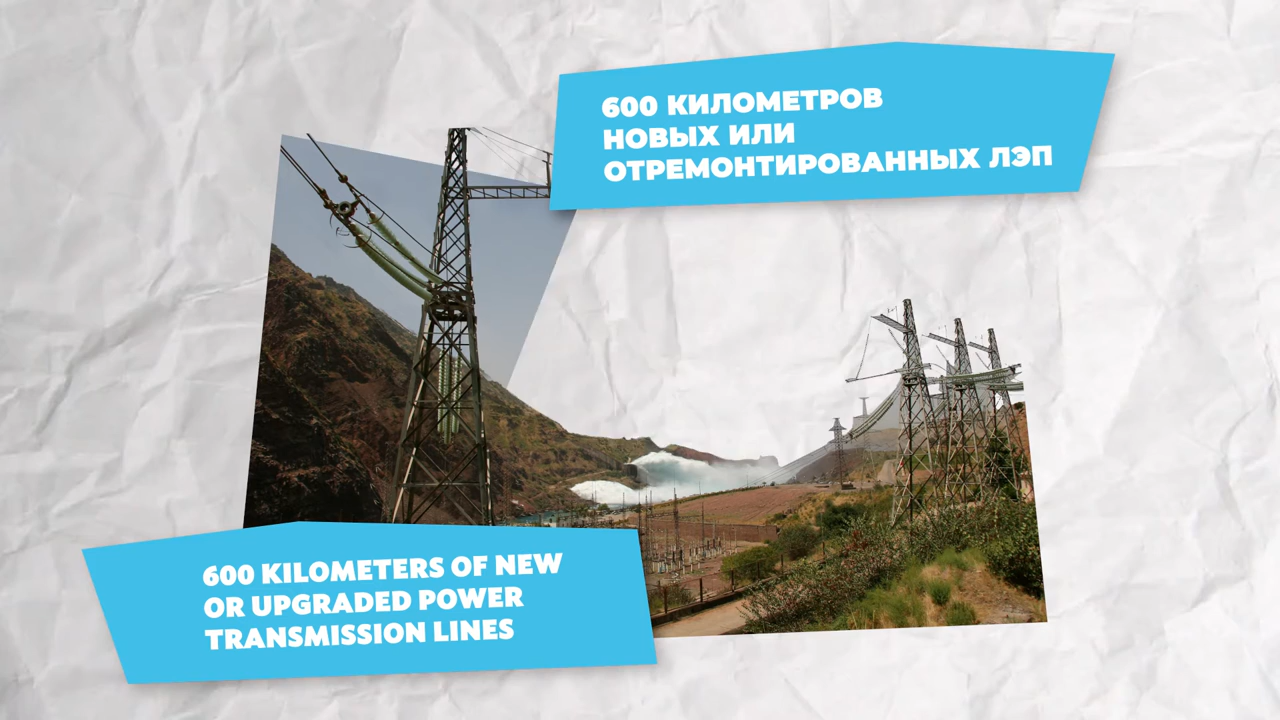 600 КИЛОМЕТРОВ
НОВЫХ ИЛИ
ОТРЕМОНТИРОВАННЫХ ЛЭП
600 KILOMETERS OF NEW
OR UPGRADED POWER
TRANSMISSION LINES